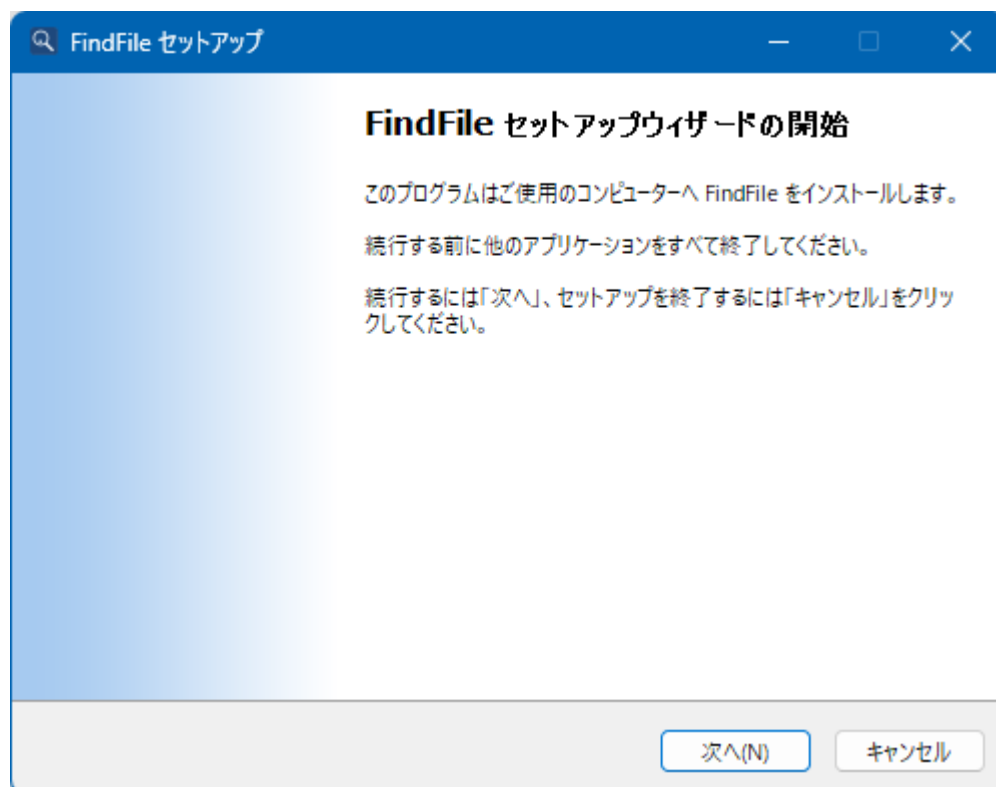 FindFile セットアップ
FindFile セットアップウィザードの開始
このプログラムはご使用のコンピューターへ FindFile をインストールします。
続行する前に他のアプリケーションをすべて終了してください。
続行するには「次へ」、セットアップを終了するには「キャンセル」をクリッ
クしてください。
次へ(N)
キャンセル